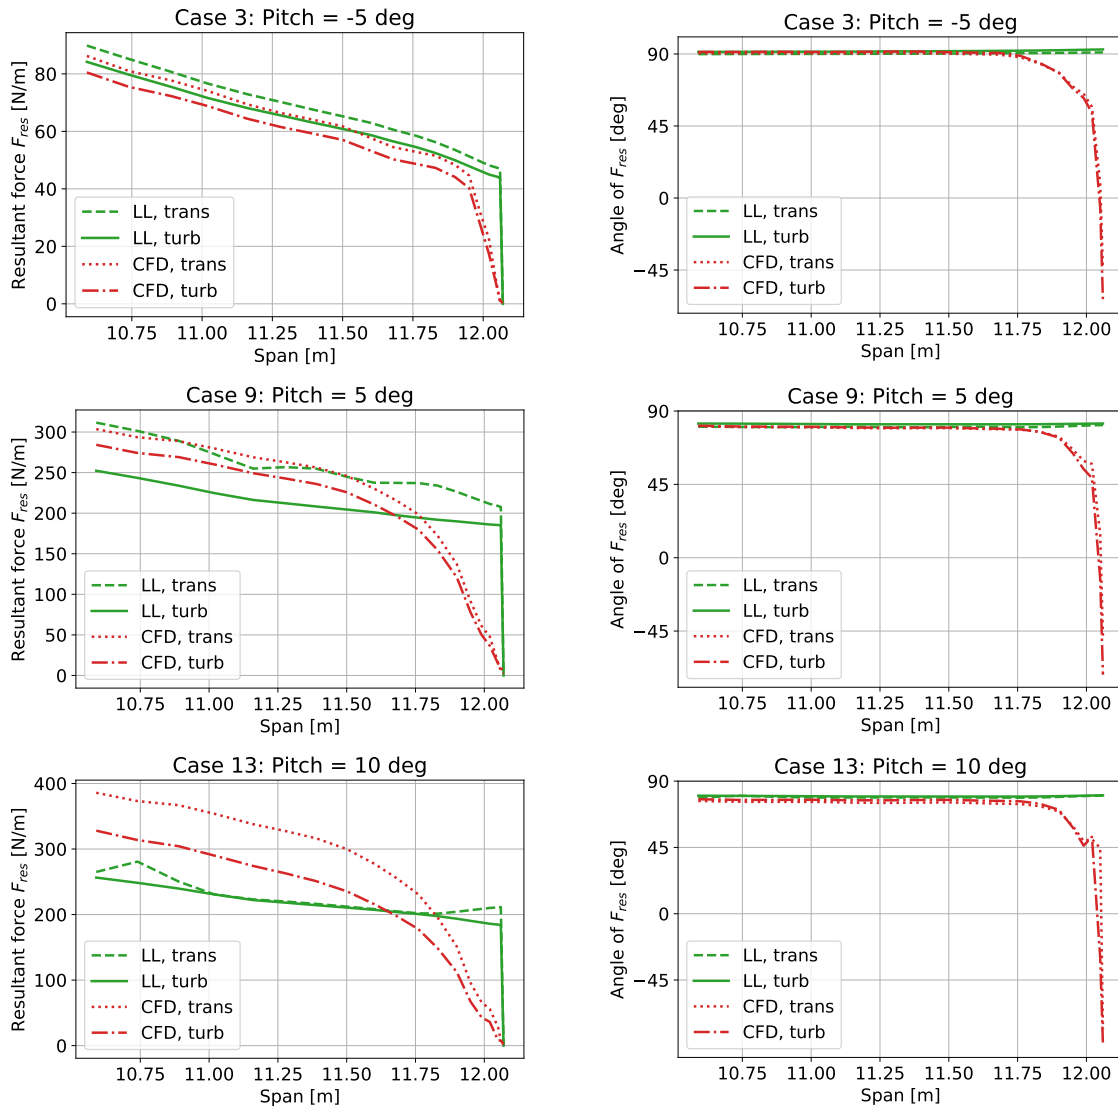 Case 3: Pitch = -5 deg
Resultant force F_res [N/m]
80
60
40
20
0
LL, trans
LL, turb
CFD, trans
CFD, turb
10.75 11.00 11.25 11.50 11.75 12.00
Span [m]
Case 3: Pitch = -5 deg
Angle of F_res [deg]
90
45
0
−45
LL, trans
LL, turb
CFD, trans
CFD, turb
10.75 11.00 11.25 11.50 11.75 12.00
Span [m]
Case 9: Pitch = 5 deg
Resultant force F_res [N/m]
300
250
200
150
100
50
0
LL, trans
LL, turb
CFD, trans
CFD, turb
10.75 11.00 11.25 11.50 11.75 12.00
Span [m]
Case 9: Pitch = 5 deg
Angle of F_res [deg]
90
45
0
−45
LL, trans
LL, turb
CFD, trans
CFD, turb
10.75 11.00 11.25 11.50 11.75 12.00
Span [m]
Case 13: Pitch = 10 deg
Resultant force F_res [N/m]
400
300
200
100
0
LL, trans
LL, turb
CFD, trans
CFD, turb
10.75 11.00 11.25 11.50 11.75 12.00
Span [m]
Case 13: Pitch = 10 deg
Angle of F_res [deg]
90
45
0
−45
LL, trans
LL, turb
CFD, trans
CFD, turb
10.75 11.00 11.25 11.50 11.75 12.00
Span [m]